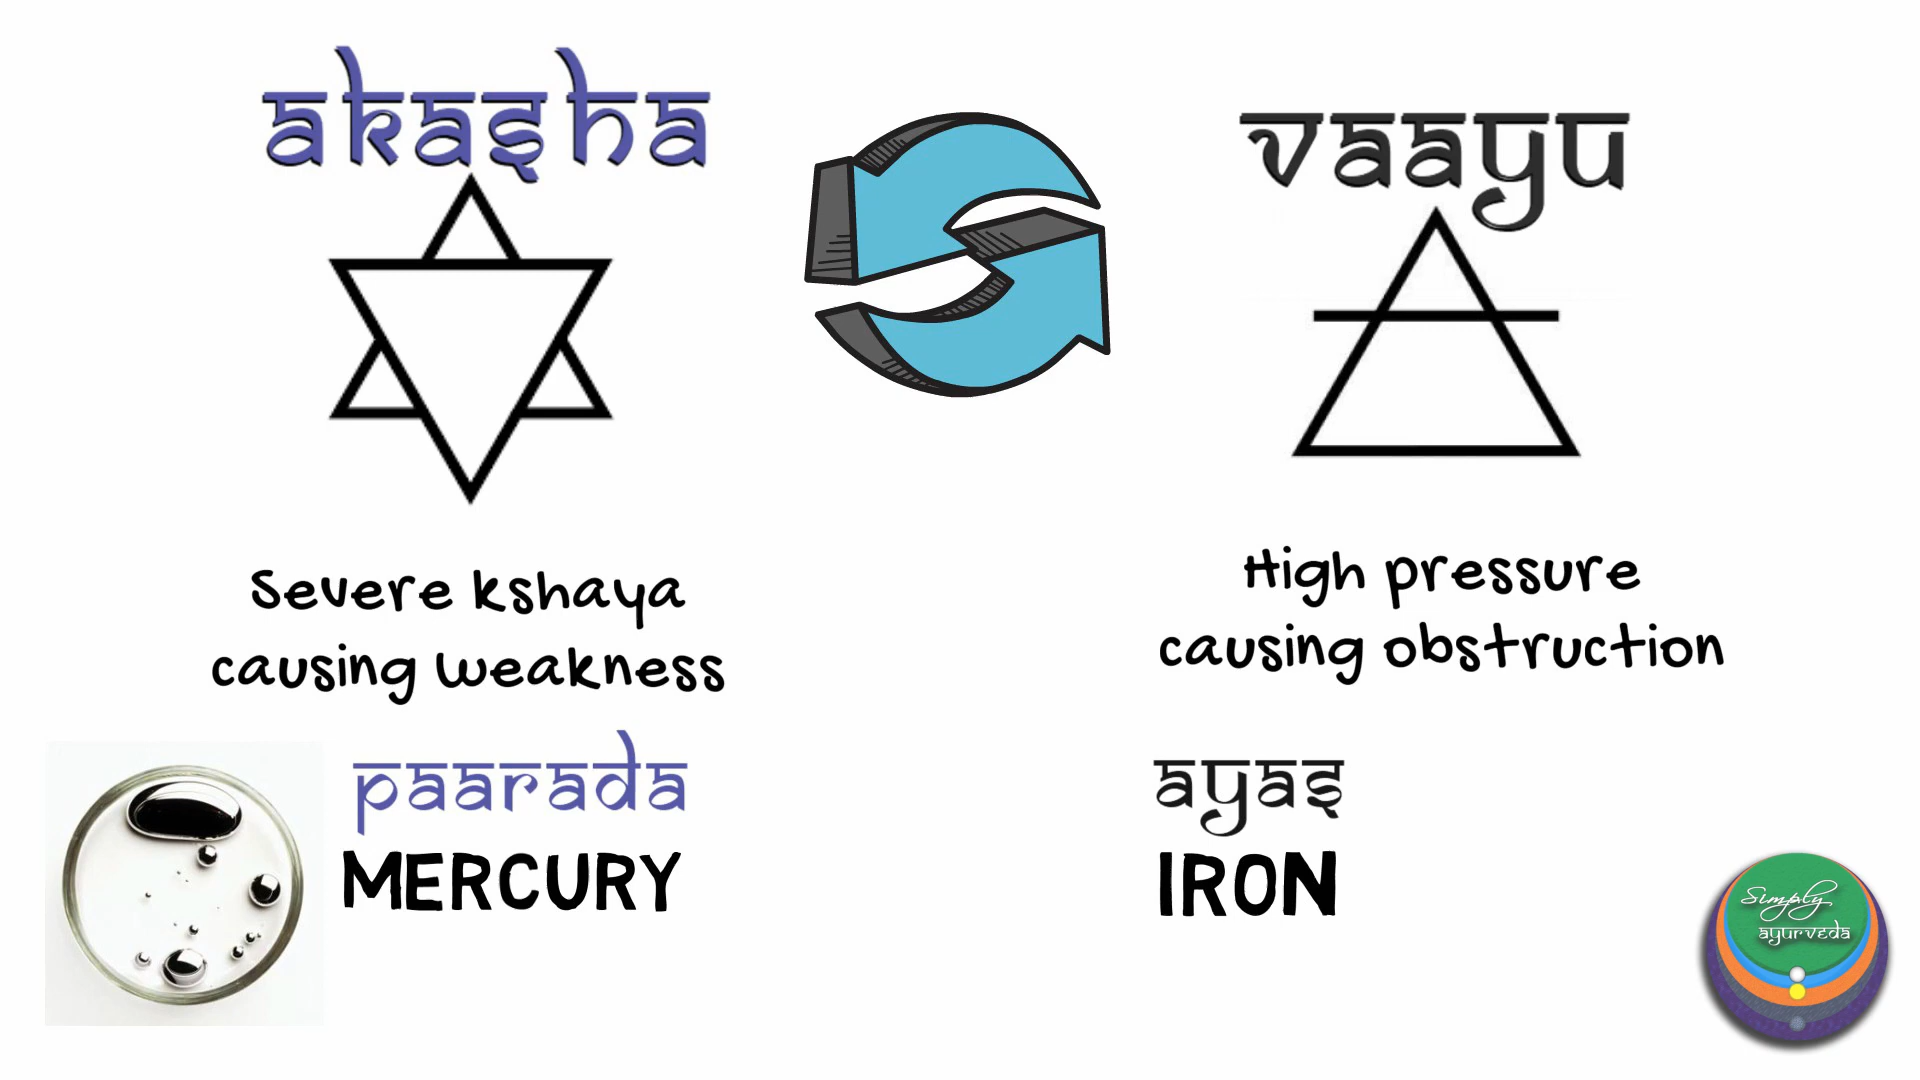 akasha
vaayu
Severe kshaya
causing weakness
High pressure
causing obstruction
paarada
MERCURY
ayas
IRON
Simply
ayurveda